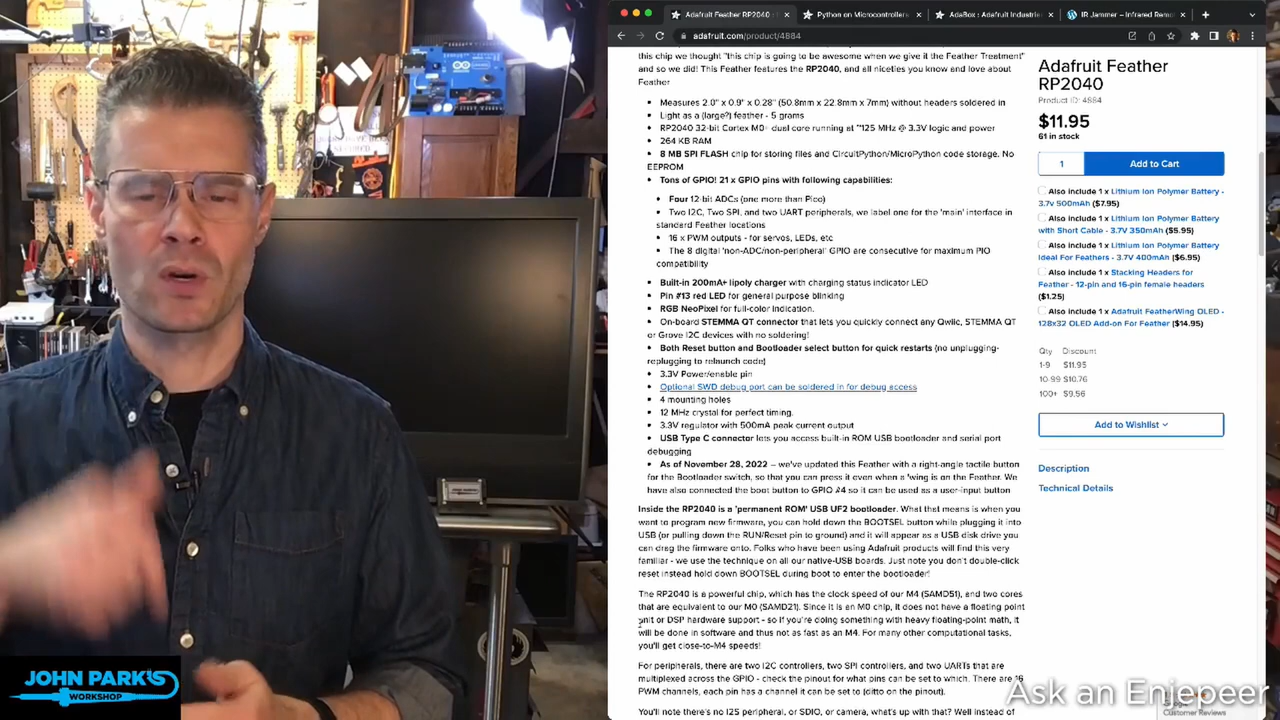 Adafruit Feather RP2040 :
Python on Microcontrollers
AdaBox : Adafruit Industries
IR Jammer – Infrared Remo
adafruit.com/product/4884
this chip we thought "this chip is going to be awesome when we give it the Feather Treatment"
and so we did! This Feather features the RP2040, and all niceties you know and love about
Feather
• Measures 2.0" x 0.9" x 0.28" (50.8mm x 22.8mm x 7mm) without headers soldered in
• Light as a (large?) feather - 5 grams
• RP2040 32-bit Cortex M0+ dual core running at ~125 MHz @ 3.3V logic and power
• 264 KB RAM
• 8 MB SPI FLASH chip for storing files and CircuitPython/MicroPython code storage. No
EEPROM
• Tons of GPIO! 21 x GPIO pins with following capabilities:
• Four 12-bit ADCs (one more than Pico)
• Two I2C, Two SPI, and two UART peripherals, we label one for the 'main' interface in
standard Feather locations
• 16 x PWM outputs - for servos, LEDs, etc
• The 8 digital 'non-ADC/non-peripheral' GPIO are consecutive for maximum PIO
compatibility
• Built-in 200mA+ lipoly charger with charging status indicator LED
• Pin #13 red LED for general purpose blinking
• RGB NeoPixel for full-color indication.
• On-board STEMMA QT connector that lets you quickly connect any Qwiic, STEMMA QT
or Grove I2C devices with no soldering!
• Both Reset button and Bootloader select button for quick restarts (no unplugging-
replugging to relaunch code)
• 3.3V Power/enable pin
• Optional SWD debug port can be soldered in for debug access
• 4 mounting holes
• 12 MHz crystal for perfect timing.
• 3.3V regulator with 500mA peak current output
• USB Type C connector lets you access built-in ROM USB bootloader and serial port
debugging
• As of November 28, 2022 – we've updated this Feather with a right-angle tactile button
for the Bootloader switch, so that you can press it even when a 'wing is on the Feather. We
have also connected the boot button to GPIO #4 so it can be used as a user-input button
Inside the RP2040 is a 'permanent ROM' USB UF2 bootloader. What that means is when you
want to program new firmware, you can hold down the BOOTSEL button while plugging it into
USB (or pulling down the RUN/Reset pin to ground) and it will appear as a USB disk drive you
can drag the firmware onto. Folks who have been using Adafruit products will find this very
familiar - we use the technique on all our native-USB boards. Just note you don't double-click
reset instead hold down BOOTSEL during boot to enter the bootloader!
The RP2040 is a powerful chip, which has the clock speed of our M4 (SAMD51), and two cores
that are equivalent to our M0 (SAMD21). Since it is an M0 chip, it does not have a floating point
unit or DSP hardware support - so if you're doing something with heavy floating-point math, it
will be done in software and thus not as fast as an M4. For many other computational tasks,
you'll get close-to-M4 speeds!
For peripherals, there are two I2C controllers, two SPI controllers, and two UARTs that are
multiplexed across the GPIO - check the pinout for what pins can be set to which. There are 16
PWM channels, each pin has a channel it can be set to (ditto on the pinout).
You'll note there's no I2S peripheral, or SDIO, or camera, what's up with that? Well instead of
Adafruit Feather
RP2040
Product ID: 4884
$11.95
61 in stock
1
Add to Cart
Also include 1 x Lithium Ion Polymer Battery -
3.7v 500mAh ($7.95)
Also include 1 x Lithium Ion Polymer Battery
with Short Cable - 3.7V 350mAh ($5.95)
Also include 1 x Lithium Ion Polymer Battery
Ideal For Feathers - 3.7V 400mAh ($6.95)
Also include 1 x Stacking Headers for
Feather - 12-pin and 16-pin female headers
($1.25)
Also include 1 x Adafruit FeatherWing OLED -
128x32 OLED Add-on For Feather ($14.95)
Qty Discount
1-9 $11.95
10-99 $10.76
100+ $9.56
Add to Wishlist
Description
Technical Details
Google
Customer Reviews
JOHN PARK'S
WORKSHOP
Ask an Enjepeer